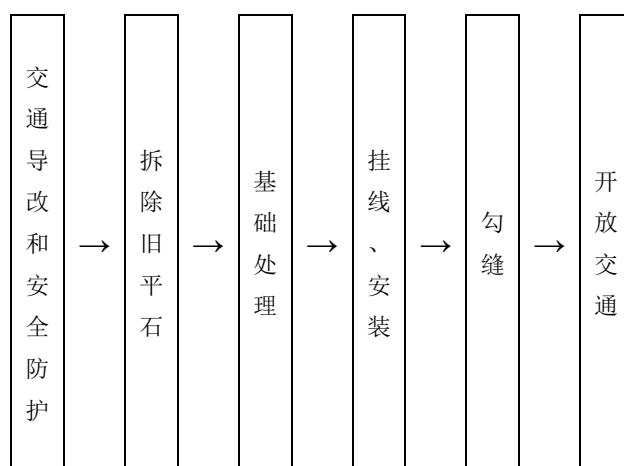 交通导改和安全防护
→
拆除旧平石
→
基础处理
→
挂线、安装
→
勾缝
→
开放交通